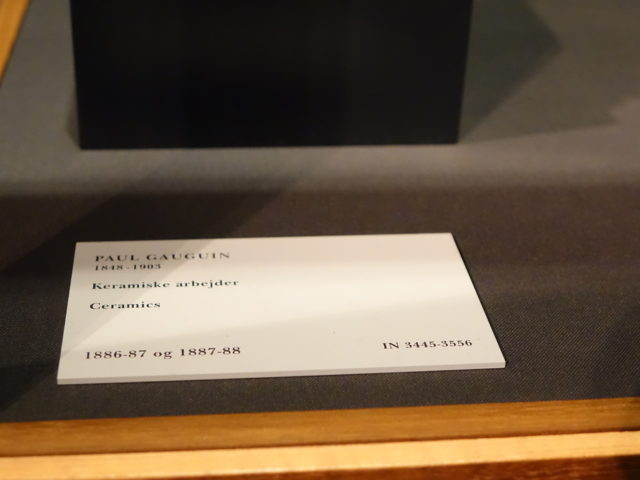 PAUL GAUGUIN
1848-1903
Keramiske arbejder
Ceramics
1886-87 og 1887-88
IN 3445-3556